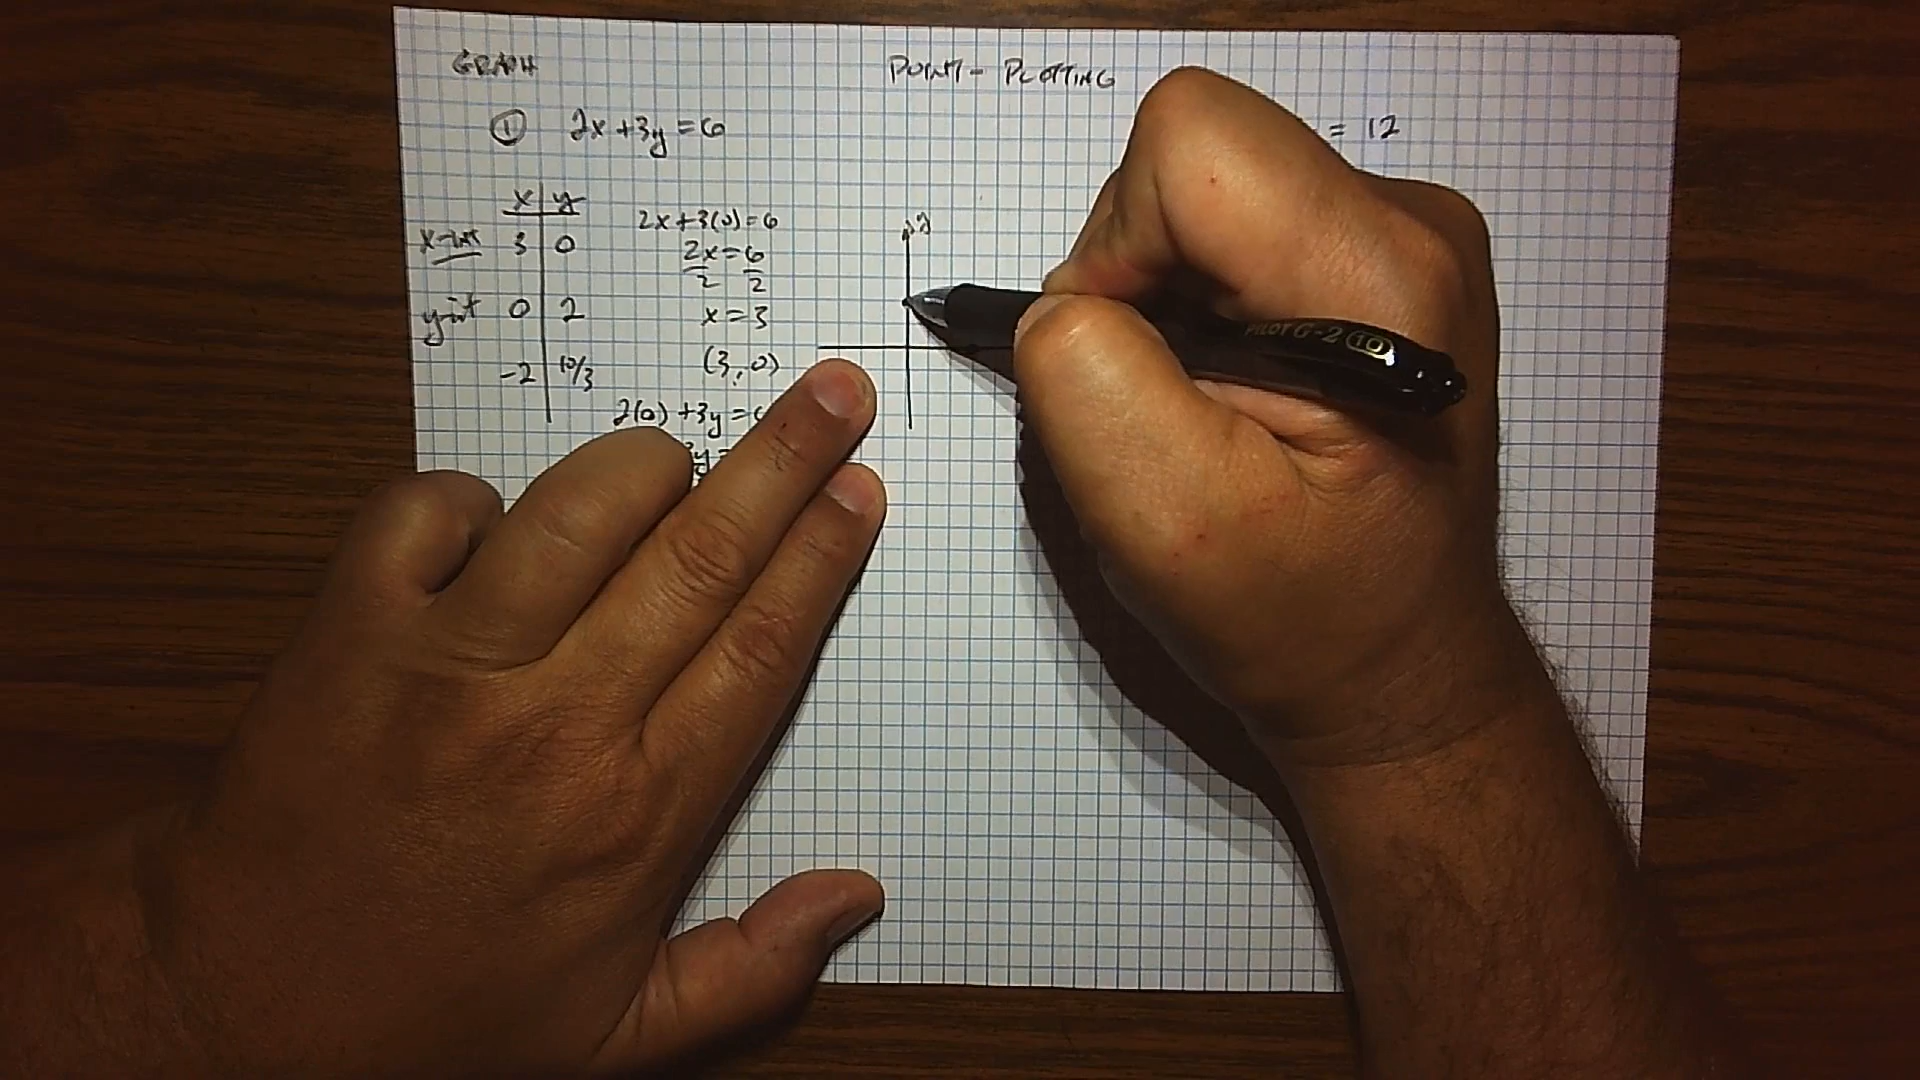 GRAPH
POINT - PLOTTING
① 2x + 3y = 6
= 12
x y
x-int 3 0
y-int 0 2
-2 10/3
2x + 3(0) = 6
2x = 6
2 2
x = 3
(3, 0)
2(0) + 3y =
3y =
y
PILOT G-2 10